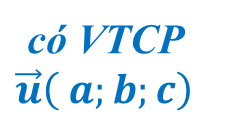 có VTCP
u⃗( a; b; c)